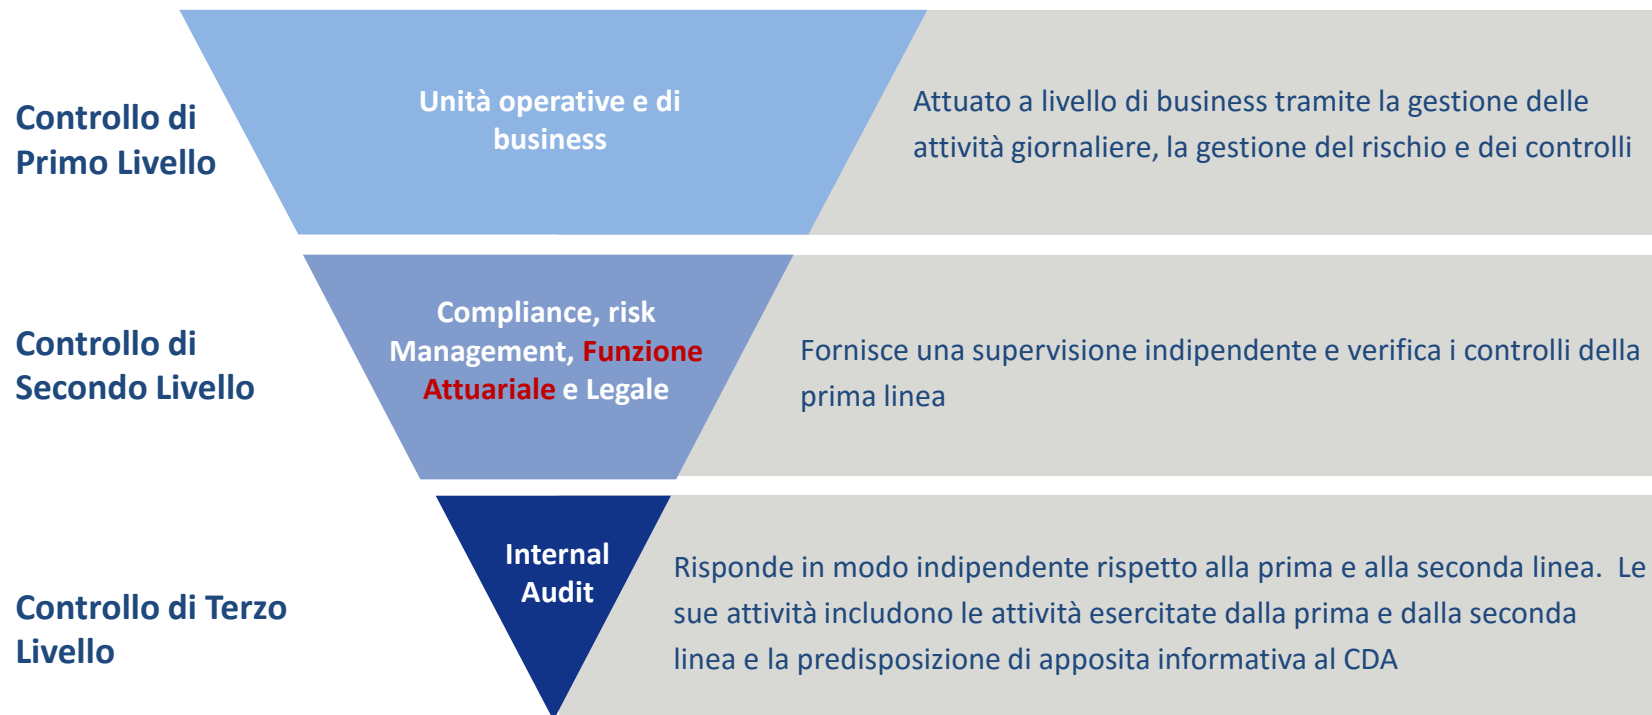 Controllo di
Primo Livello
Unità operative e di
business
Attuato a livello di business tramite la gestione delle
attività giornaliere, la gestione del rischio e dei controlli
Controllo di
Secondo Livello
Compliance, risk
Management, Funzione
Attuariale e Legale
Fornisce una supervisione indipendente e verifica i controlli della
prima linea
Controllo di Terzo
Livello
Internal
Audit
Risponde in modo indipendente rispetto alla prima e alla seconda linea.  Le
sue attività includono le attività esercitate dalla prima e dalla seconda
linea e la predisposizione di apposita informativa al CDA